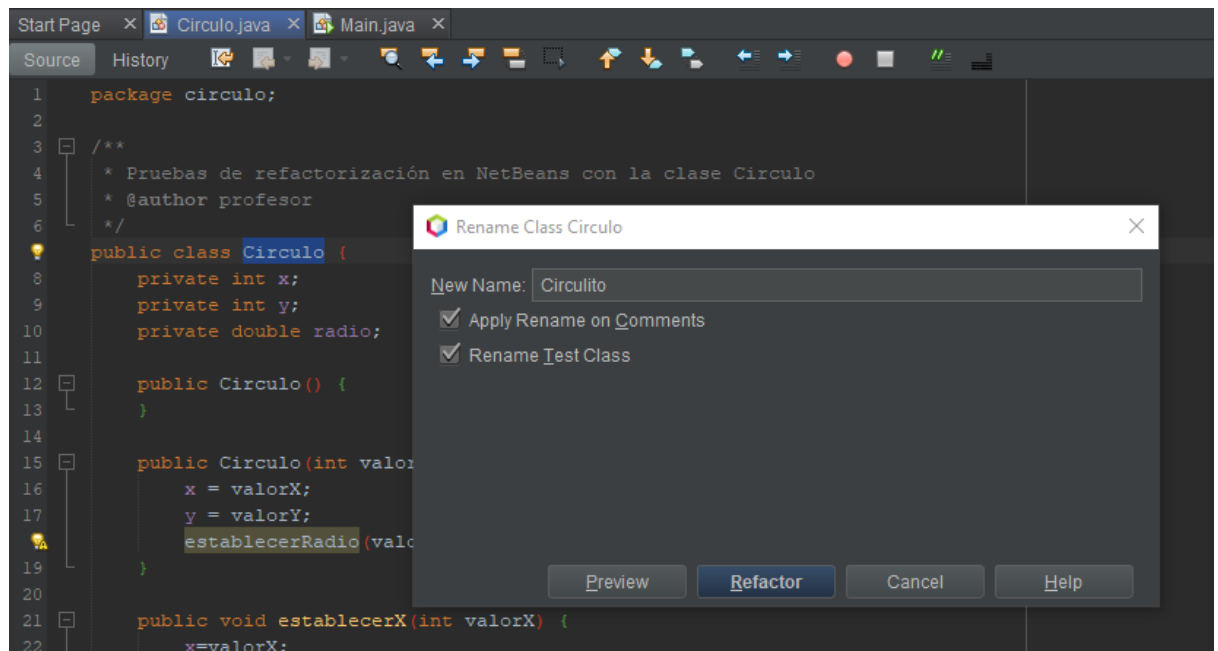 Start Page Circulo.java Main.java
Source History
1 package circulo;
2
3 /**
4 * Pruebas de refactorización en NetBeans con la clase Circulo
5 * @author profesor
6 */
public class Circulo {
8 private int x;
9 private int y;
10 private double radio;
11
12 public Circulo() {
13 }
14
15 public Circulo(int valor
16 x = valorX;
17 y = valorY;
establecerRadio(valo
19 }
20
21 public void establecerX(int valorX) {
22 x=valorX;
Rename Class Circulo
New Name: Circulito
Apply Rename on Comments
Rename Test Class
Preview Refactor Cancel Help